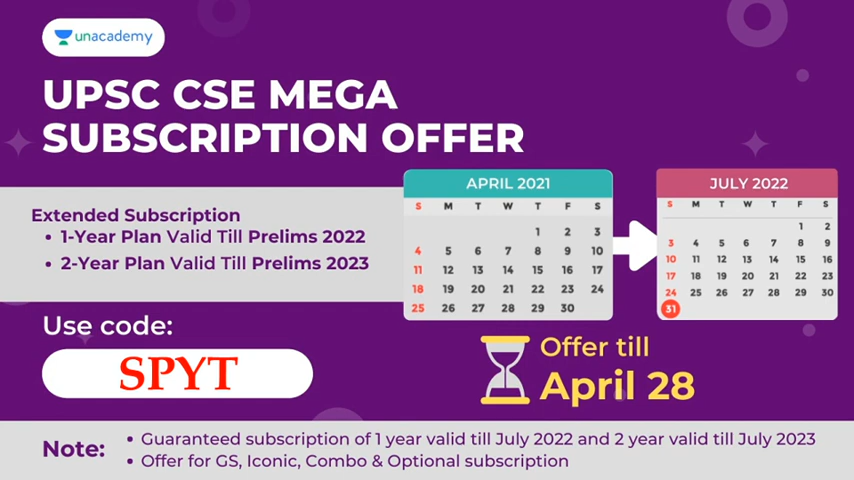 unacademy
UPSC CSE MEGA
SUBSCRIPTION OFFER
Extended Subscription
• 1-Year Plan Valid Till Prelims 2022
• 2-Year Plan Valid Till Prelims 2023
APRIL 2021
S M T W T F S
1 2 3
4 5 6 7 8 9 10
11 12 13 14 15 16 17
18 19 20 21 22 23 24
25 26 27 28 29 30
JULY 2022
S M T W T F S
1 2
3 4 5 6 7 8 9
10 11 12 13 14 15 16
17 18 19 20 21 22 23
24 25 26 27 28 29 30
31
Use code:
SPYT
Offer till
April 28
Note:
• Guaranteed subscription of 1 year valid till July 2022 and 2 year valid till July 2023
• Offer for GS, Iconic, Combo & Optional subscription